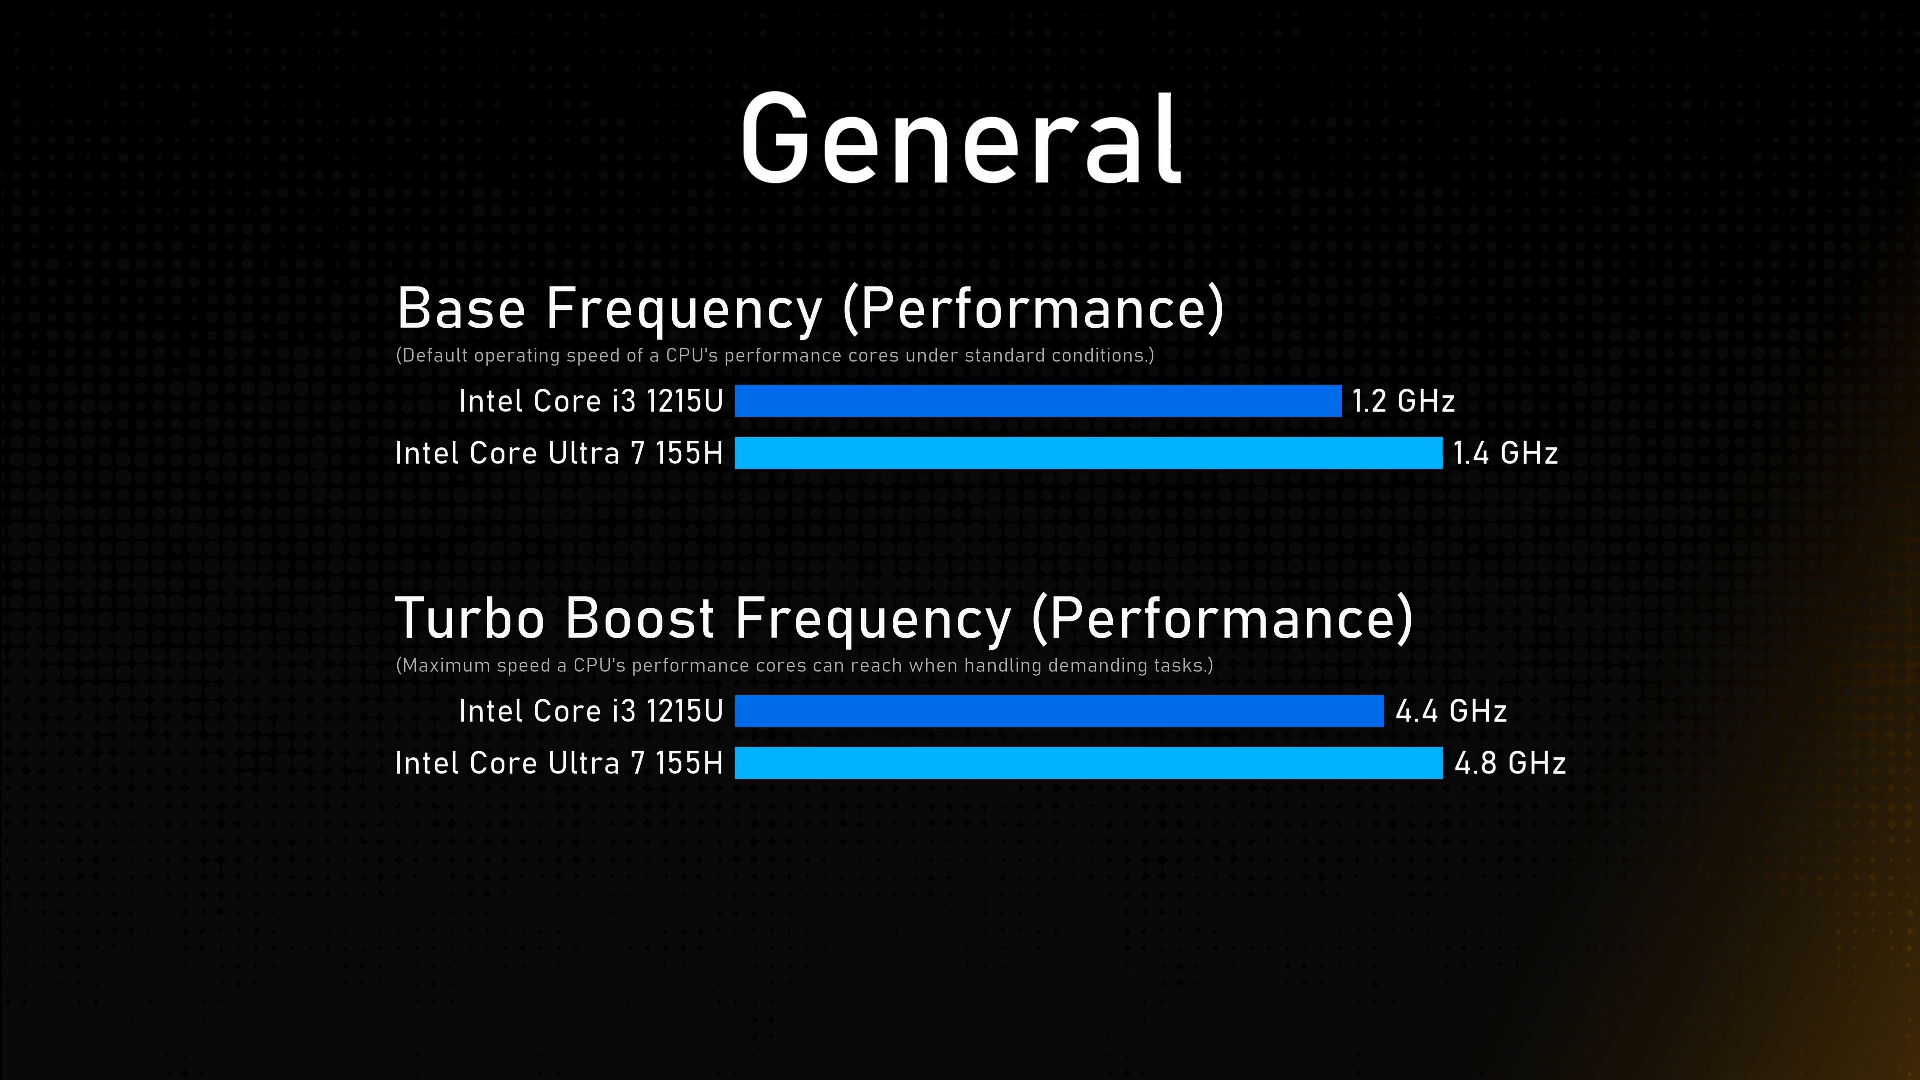 General
Base Frequency (Performance)
(Default operating speed of a CPU's performance cores under standard conditions.)
Intel Core i3 1215U 1.2 GHz
Intel Core Ultra 7 155H 1.4 GHz
Turbo Boost Frequency (Performance)
(Maximum speed a CPU's performance cores can reach when handling demanding tasks.)
Intel Core i3 1215U 4.4 GHz
Intel Core Ultra 7 155H 4.8 GHz